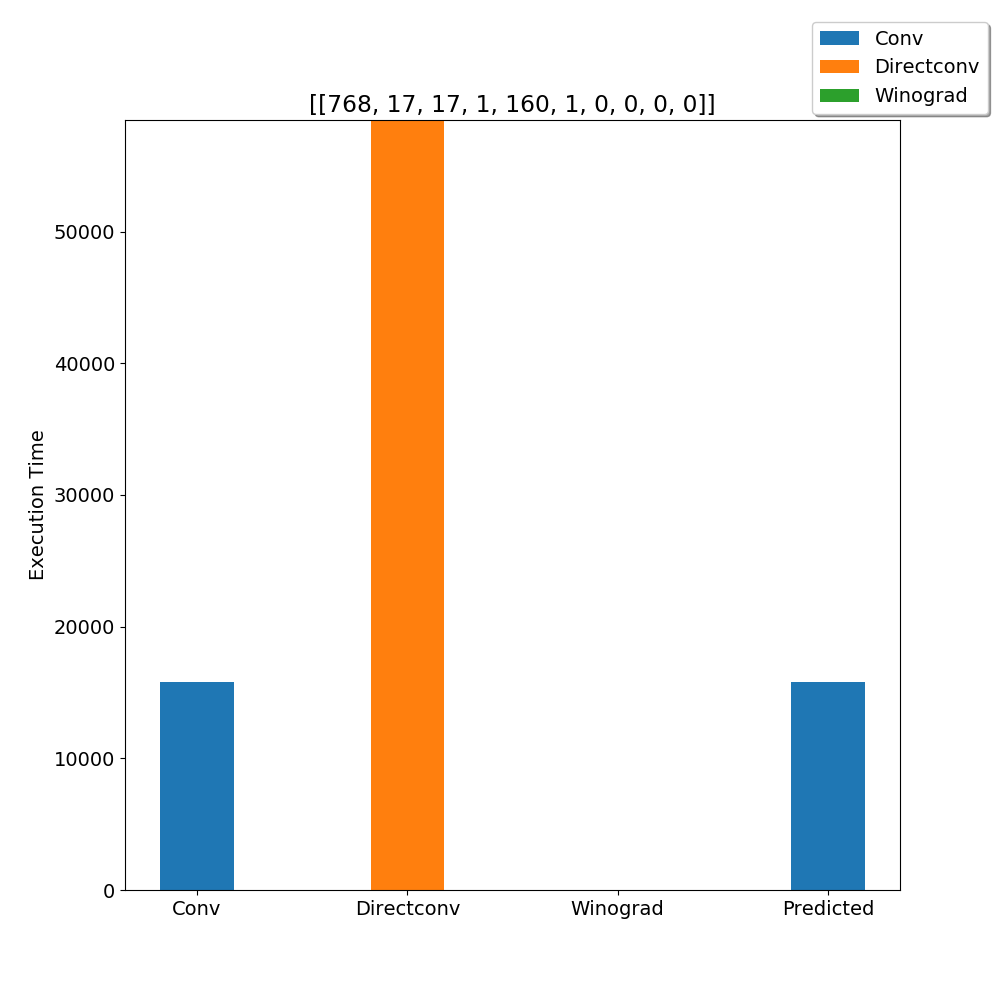 Conv
Directconv
Winograd
[[768, 17, 17, 1, 160, 1, 0, 0, 0, 0]]
50000
40000
30000
20000
10000
0
Execution Time
Conv Directconv Winograd Predicted